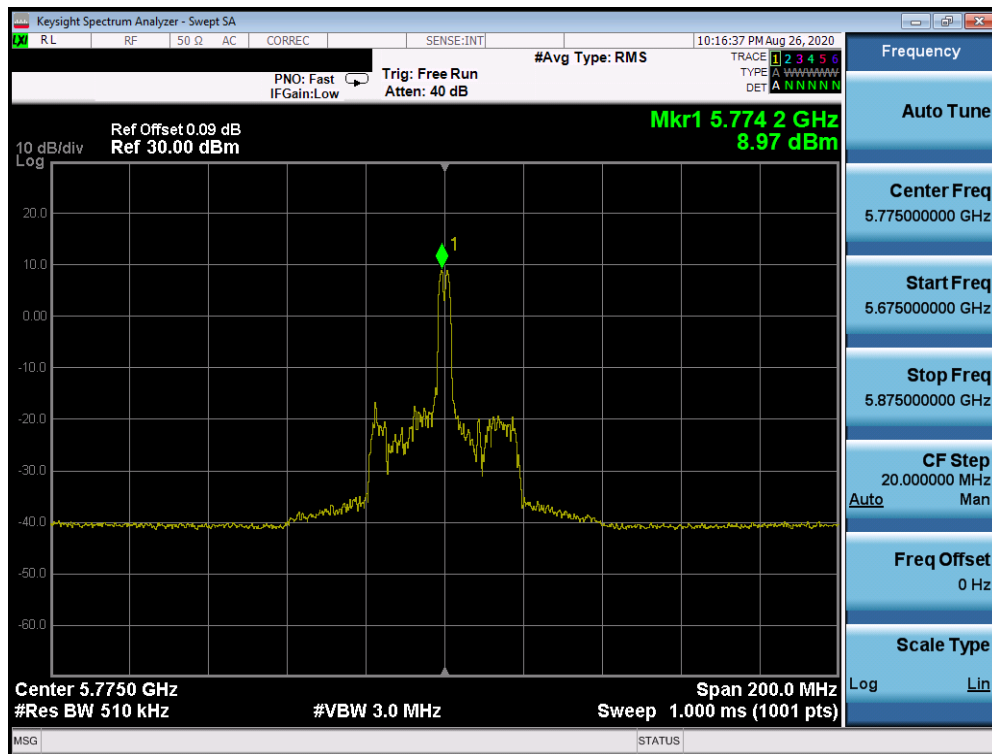 Keysight Spectrum Analyzer - Swept SA
LXI RL RF 50 Ω AC CORREC SENSE:INT 10:16:37 PM Aug 26, 2020
Frequency
#Avg Type: RMS
TRACE 1 2 3 4 5 6
PNO: Fast Trig: Free Run
TYPE A W W W W W W
IFGain:Low Atten: 40 dB
DET A N N N N N
Auto Tune
Mkr1 5.774 2 GHz
8.97 dBm
Ref Offset 0.09 dB
10 dB/div Ref 30.00 dBm
Log
1
20.0
10.0
0.00
-10.0
-20.0
-30.0
-40.0
-50.0
-60.0
Center Freq
5.775000000 GHz
Start Freq
5.675000000 GHz
Stop Freq
5.875000000 GHz
CF Step
20.000000 MHz
Auto Man
Freq Offset
0 Hz
Scale Type
Log Lin
Center 5.7750 GHz Span 200.0 MHz
#Res BW 510 kHz #VBW 3.0 MHz Sweep 1.000 ms (1001 pts)
MSG STATUS